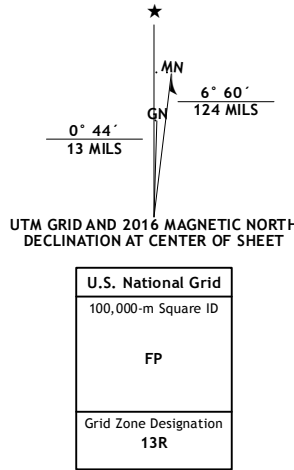 ★
MN
6° 60´
124 MILS
GN
0° 44´
13 MILS
UTM GRID AND 2016 MAGNETIC NORTH
DECLINATION AT CENTER OF SHEET
U.S. National Grid
100,000-m Square ID
FP
Grid Zone Designation
13R